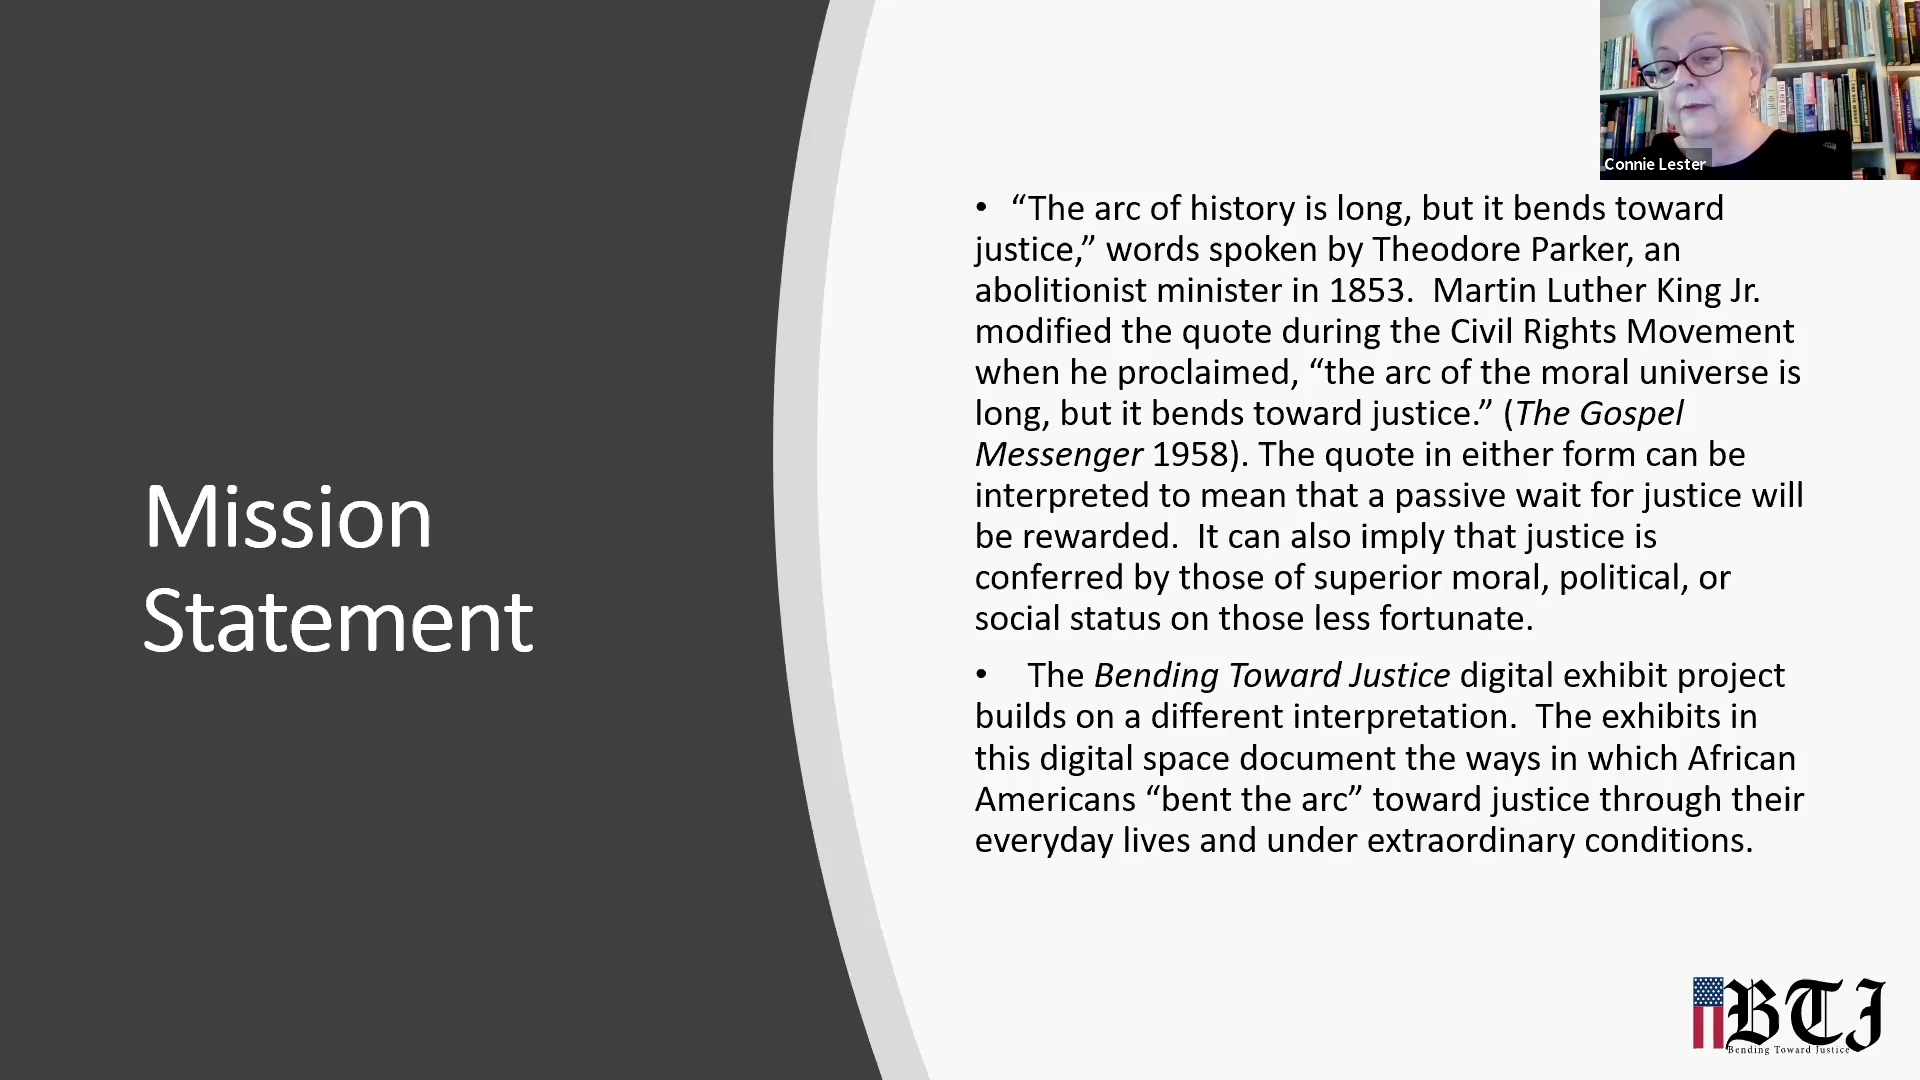 Connie Lester
Mission
Statement
• “The arc of history is long, but it bends toward
justice,” words spoken by Theodore Parker, an
abolitionist minister in 1853.  Martin Luther King Jr.
modified the quote during the Civil Rights Movement
when he proclaimed, “the arc of the moral universe is
long, but it bends toward justice.” (The Gospel
Messenger 1958). The quote in either form can be
interpreted to mean that a passive wait for justice will
be rewarded.  It can also imply that justice is
conferred by those of superior moral, political, or
social status on those less fortunate.
• The Bending Toward Justice digital exhibit project
builds on a different interpretation.  The exhibits in
this digital space document the ways in which African
Americans “bent the arc” toward justice through their
everyday lives and under extraordinary conditions.
BTJ
Bending Toward Justice